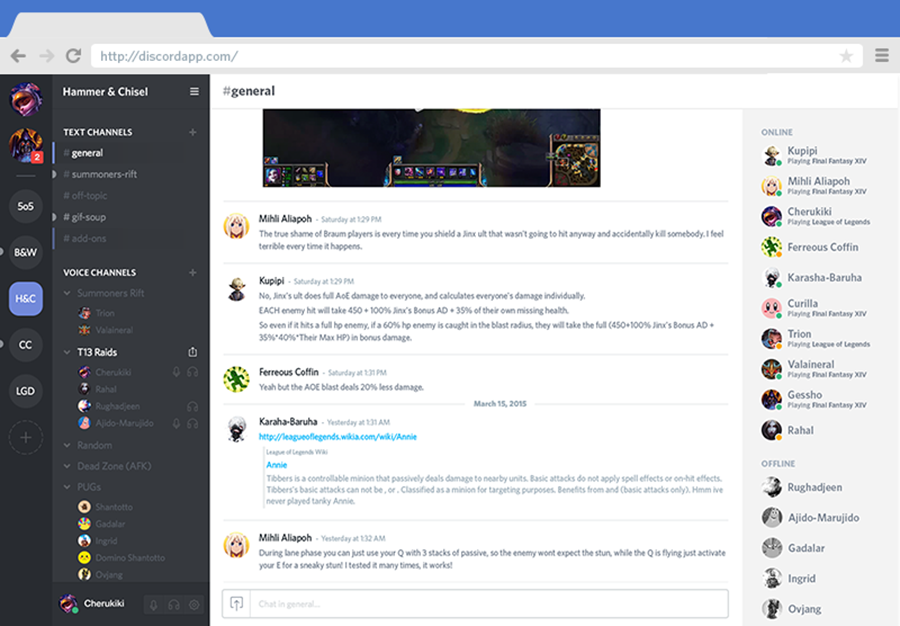 http://discordapp.com/
Hammer & Chisel
#general
2
5o5
B&W
H&C
CC
LGD
TEXT CHANNELS
# general
# summoners-rift
# off-topic
# gif-soup
# add-ons
VOICE CHANNELS
Summoners Rift
Trion
Valaineral
T13 Raids
Cherukiki
Rahal
Rughadjeen
Ajido-Marujido
Random
Dead Zone (AFK)
PUGs
Shantotto
Gadalar
Ingrid
Domino Shantotto
Ovjang
Cherukiki
Mihli Aliapoh - Saturday at 1:29 PM
The true shame of Braum players is every time you shield a Jinx ult that wasn't going to hit anyway and accidentally kill somebody. I feel
terrible every time it happens.
Kupipi - Saturday at 1:29 PM
No, Jinx's ult does full AoE damage to everyone, and calculates everyone's damage individually.
EACH enemy hit will take 450 + 100% Jinx's Bonus AD + 35% of their own missing health.
So even if it hits a full hp enemy, if a 60% hp enemy is caught in the blast radius, they will take the full (450+100% Jinx's Bonus AD +
35%*40%*Their Max HP) in bonus damage.
Ferreous Coffin - Saturday at 1:31 PM
Yeah but the AOE blast deals 20% less damage.
March 15, 2015
Karaha-Baruha - Yesterday at 1:31 AM
http://leagueoflegends.wikia.com/wiki/Annie
League of Legends Wiki
Annie
Tibbers is a controllable minion that passively deals damage to nearby units. Basic attacks do not apply spell effects or on-hit effects.
Tibbers's basic attacks can not be , or . Classified as a minion for targeting purposes. Benefits from and (basic attacks only). Hmm ive
never played tanky Annie.
Mihli Aliapoh - Yesterday at 1:32 AM
During lane phase you can just use your Q with 3 stacks of passive, so the enemy wont expect the stun, while the Q is flying just activate
your E for a sneaky stun! I tested it many times, it works!
Chat in general...
ONLINE
Kupipi
Playing Final Fantasy XIV
Mihli Aliapoh
Playing Final Fantasy XIV
Cherukiki
Playing League of Legends
Ferreous Coffin
Karasha-Baruha
Curilla
Playing Final Fantasy XIV
Trion
Playing League of Legends
Valaineral
Playing Final Fantasy XIV
Gessho
Playing Final Fantasy XIV
Rahal
OFFLINE
Rughadjeen
Ajido-Marujido
Gadalar
Ingrid
Ovjang